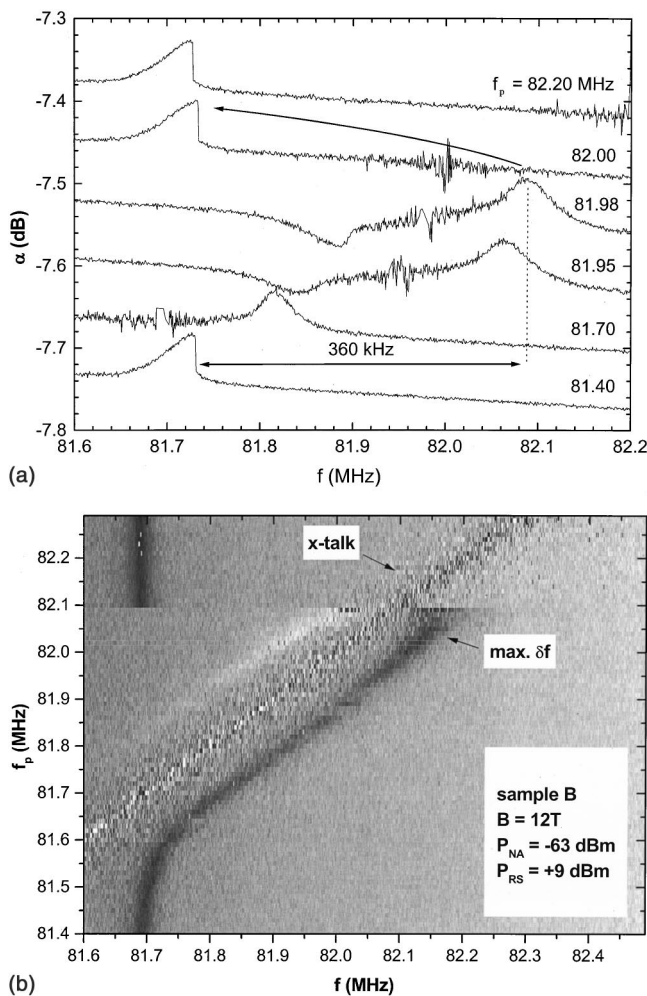 -7.3
-7.4
-7.5
-7.6
-7.7
-7.8
α (dB)
fp = 82.20 MHz
82.00
81.98
81.95
81.70
81.40
360 kHz
81.6 81.7 81.8 81.9 82.0 82.1 82.2
f (MHz)
(a)
82.2
82.1
82.0
81.9
81.8
81.7
81.6
81.5
81.4
fp (MHz)
x-talk
max. δf
sample B
B = 12T
PNA = -63 dBm
PRS = +9 dBm
81.6 81.7 81.8 81.9 82.0 82.1 82.2 82.3 82.4
f (MHz)
(b)